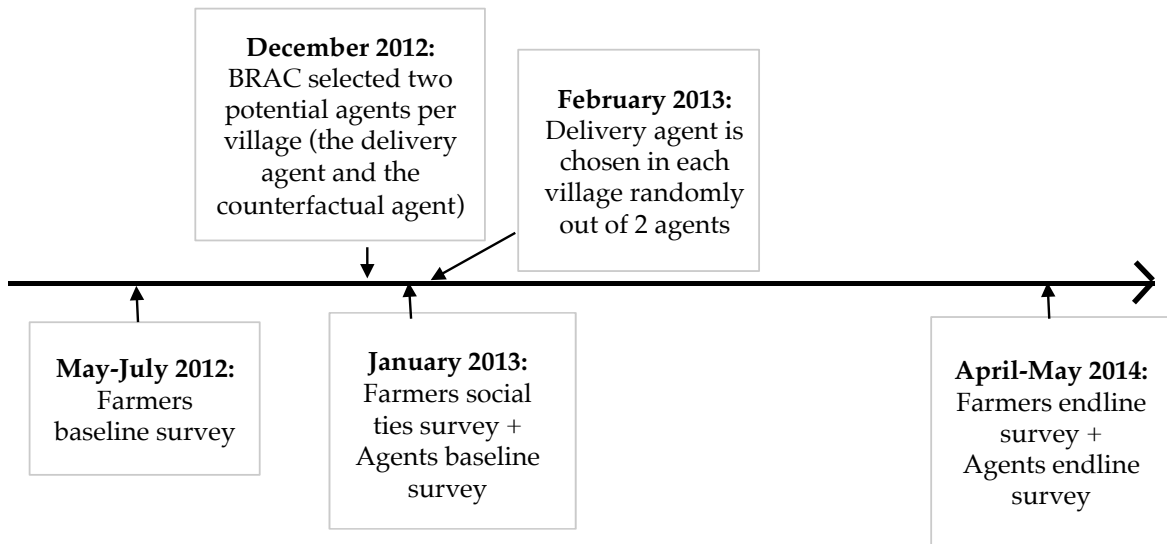 December 2012:
BRAC selected two
potential agents per
village (the delivery
agent and the
counterfactual agent)
February 2013:
Delivery agent is
chosen in each
village randomly
out of 2 agents
May-July 2012:
Farmers
baseline survey
January 2013:
Farmers social
ties survey +
Agents baseline
survey
April-May 2014:
Farmers endline
survey +
Agents endline
survey